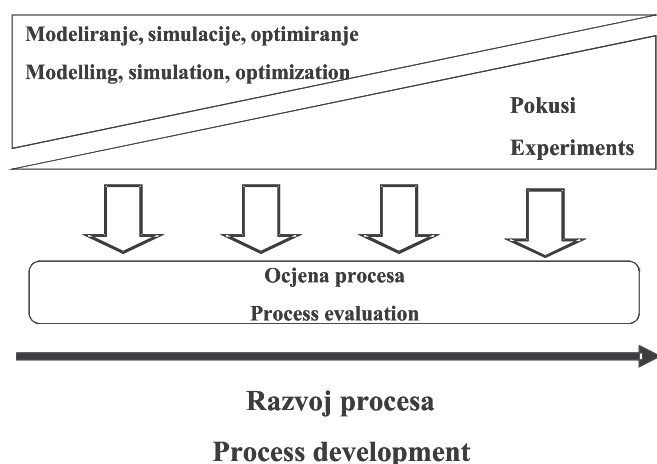 Modeliranje, simulacije, optimiranje
Modelling, simulation, optimization
Pokusi
Experiments
Ocjena procesa
Process evaluation
Razvoj procesa
Process development